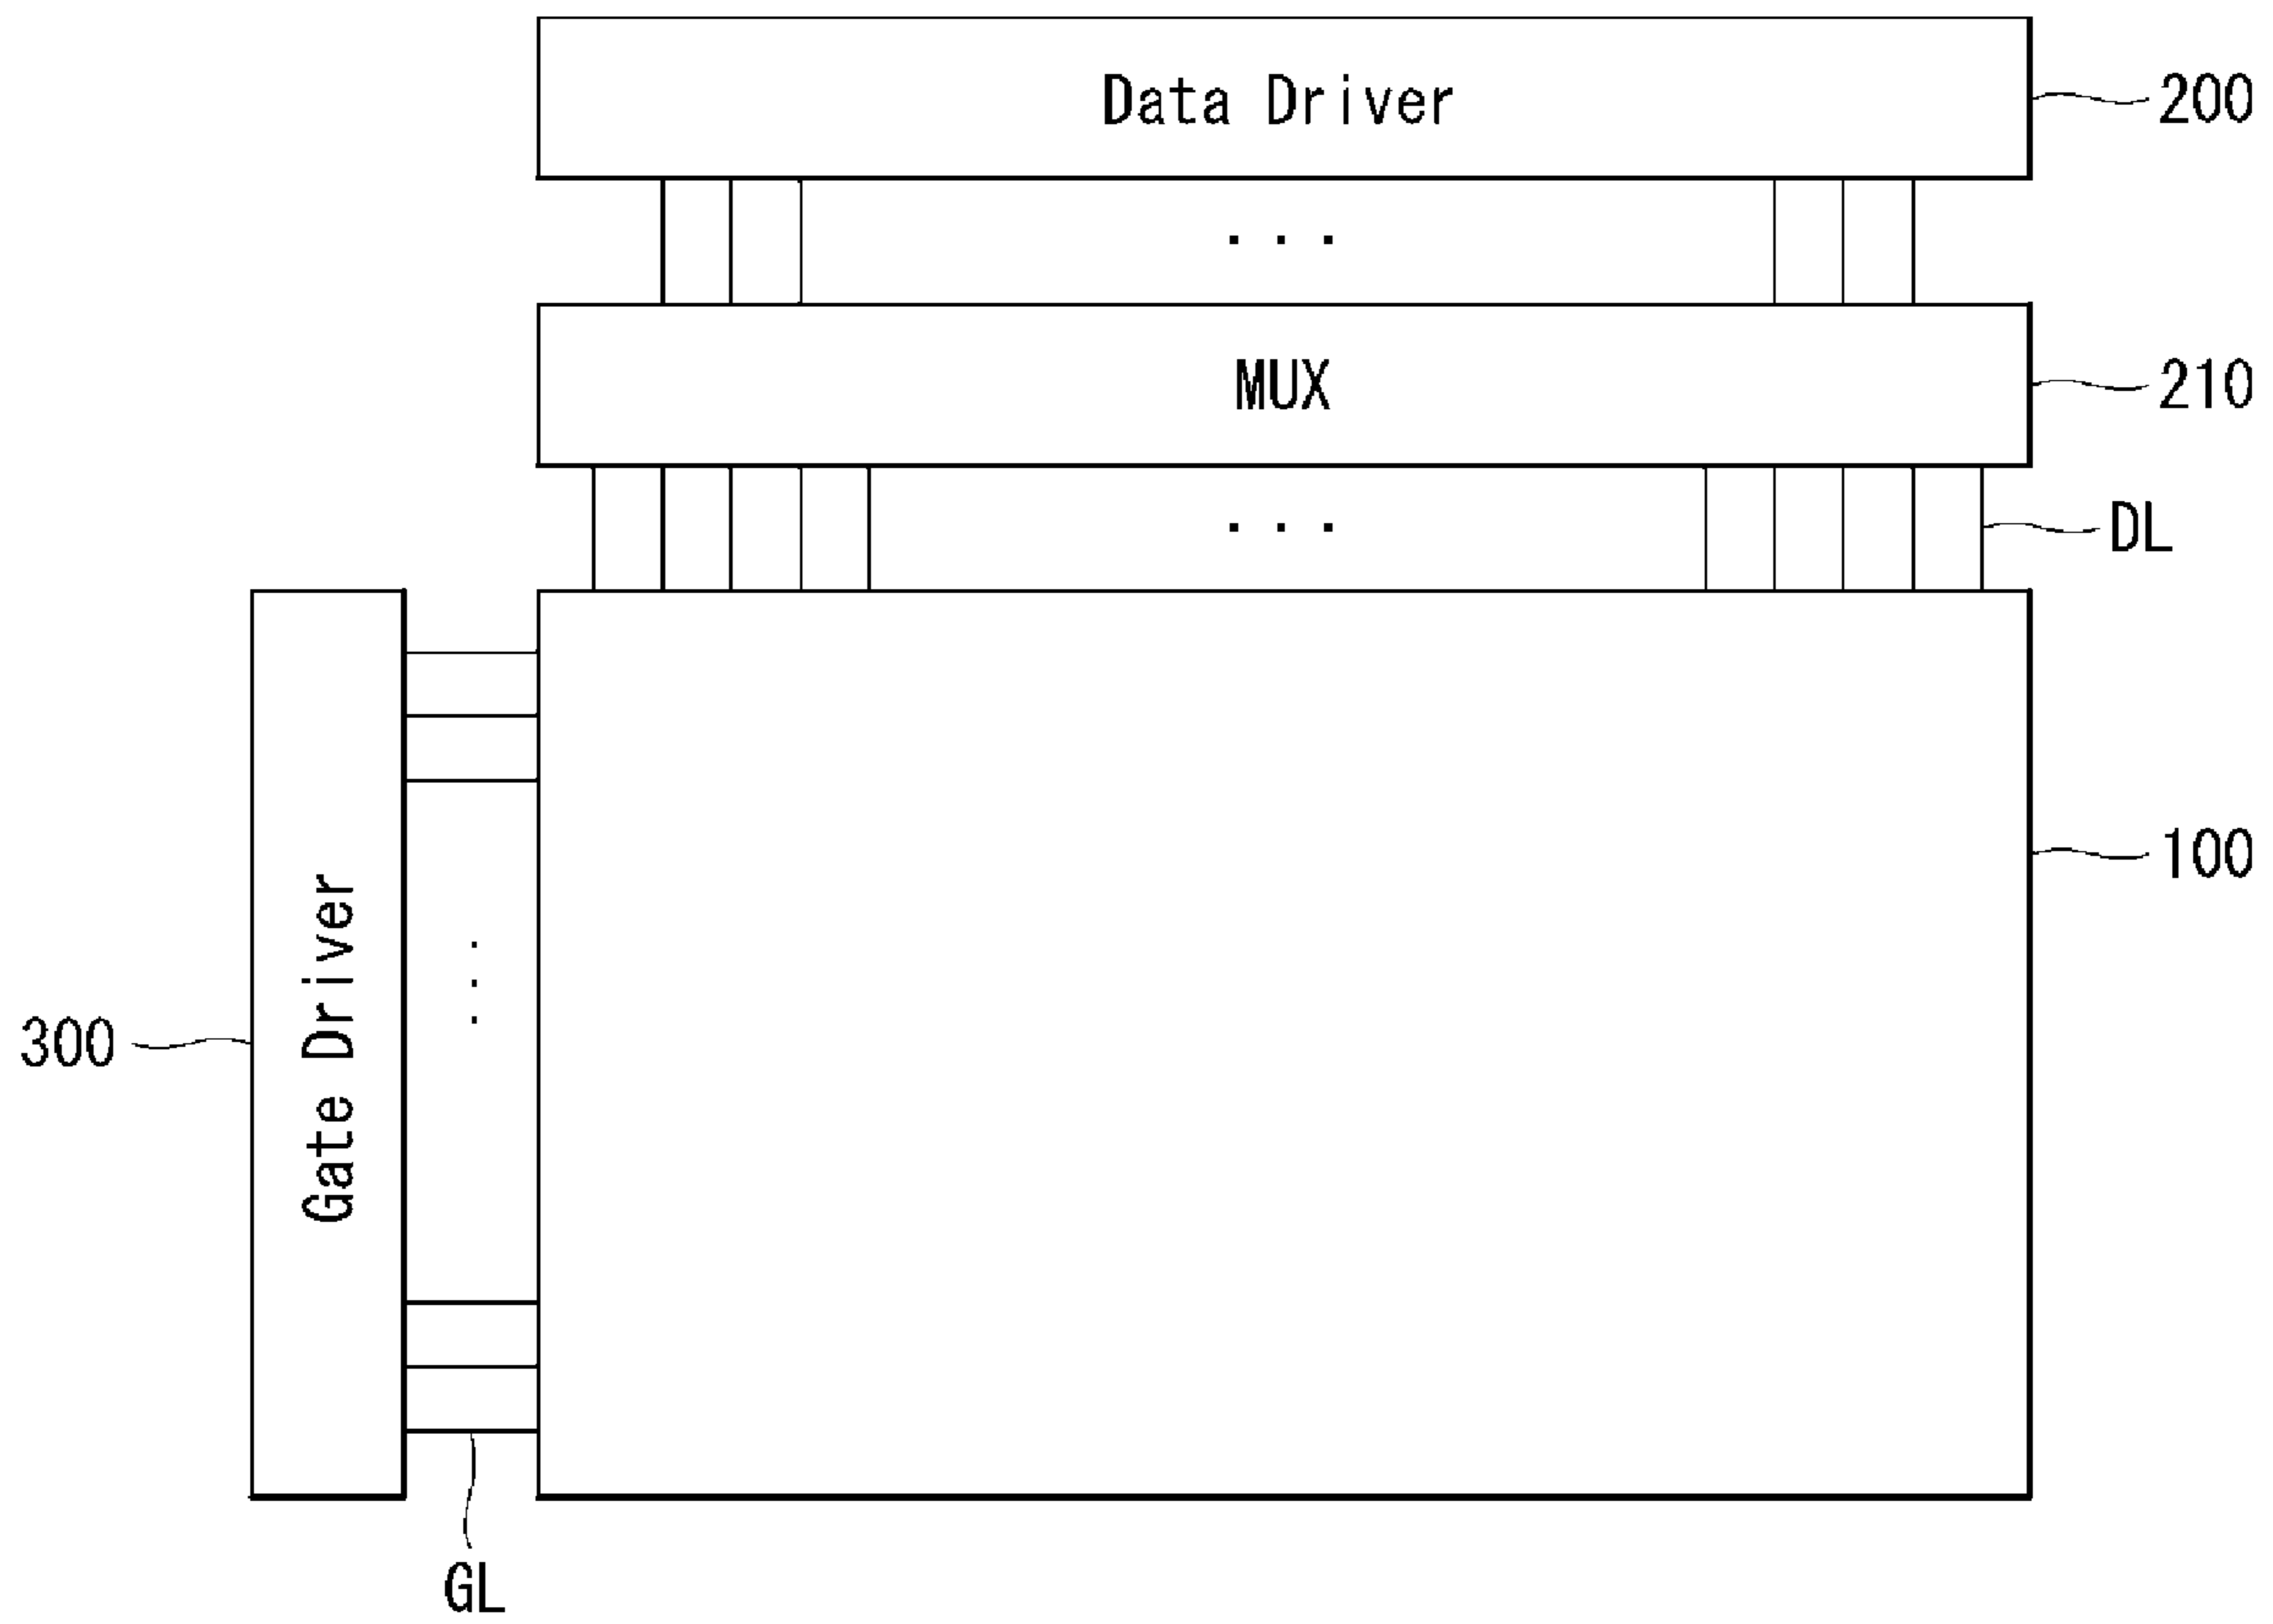 Data Driver
200
. . .
MUX
210
. . .
DL
100
Gate Driver
. . .
300
GL